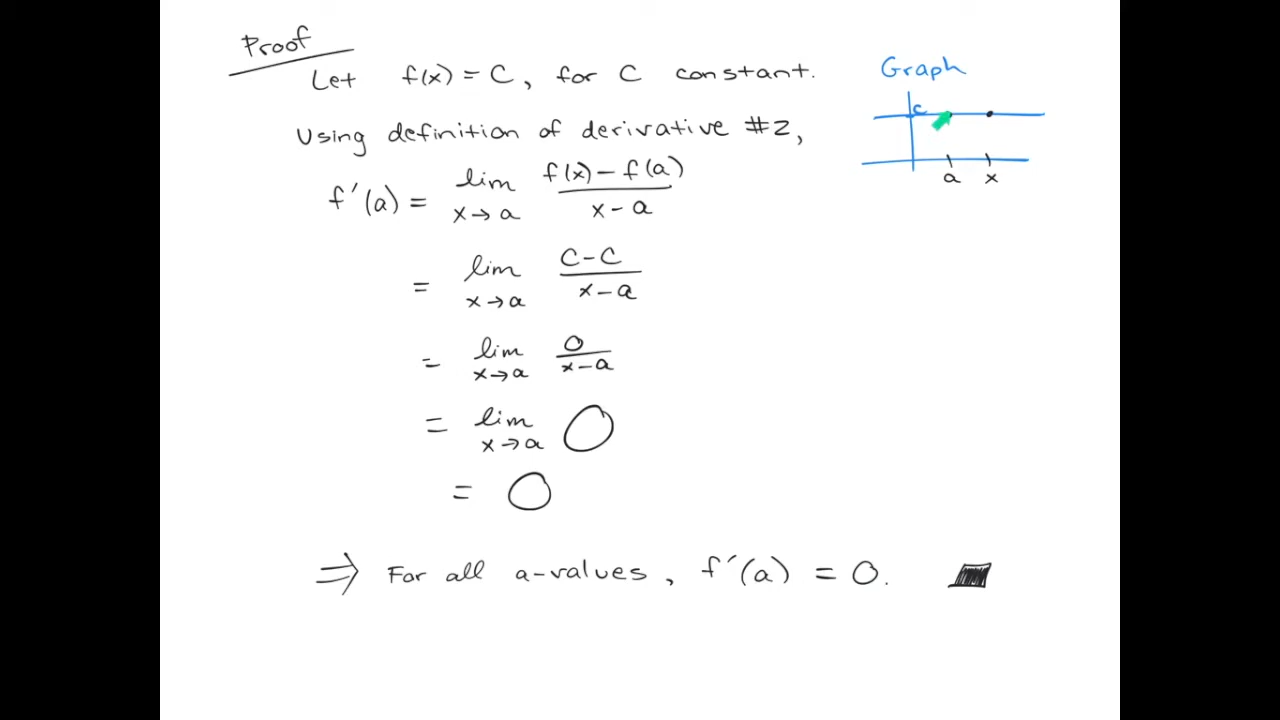 Proof
Let f(x) = C, for C constant.
Using definition of derivative #2,
f'(a) = lim x→a f(x) - f(a) / x - a
= lim x→a C - C / x - a
= lim x→a 0 / x - a
= lim x→a 0
= 0
⇒ For all a-values, f'(a) = 0.
Graph
C
a x